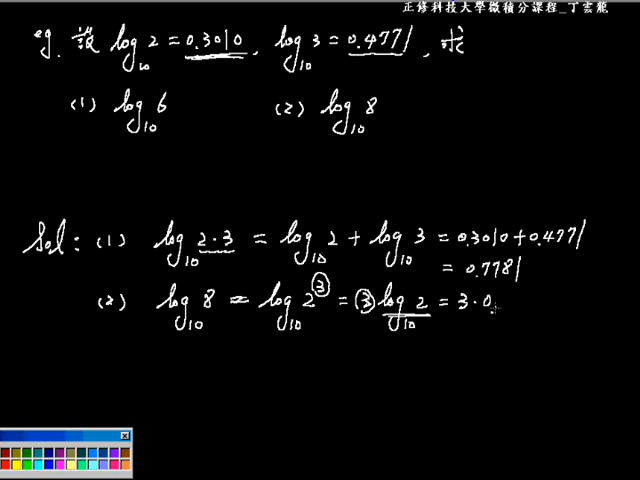 正修科技大學微積分課程_丁雲龍
eg. 設 log₁₀ 2 = 0.3010, log₁₀ 3 = 0.4771, 求
(1) log₁₀ 6 (2) log₁₀ 8
Sol: (1) log₁₀ 2·3 = log₁₀ 2 + log₁₀ 3 = 0.3010 + 0.4771
= 0.7781
(2) log₁₀ 8 = log₁₀ 2³ = 3 log₁₀ 2 = 3·0.